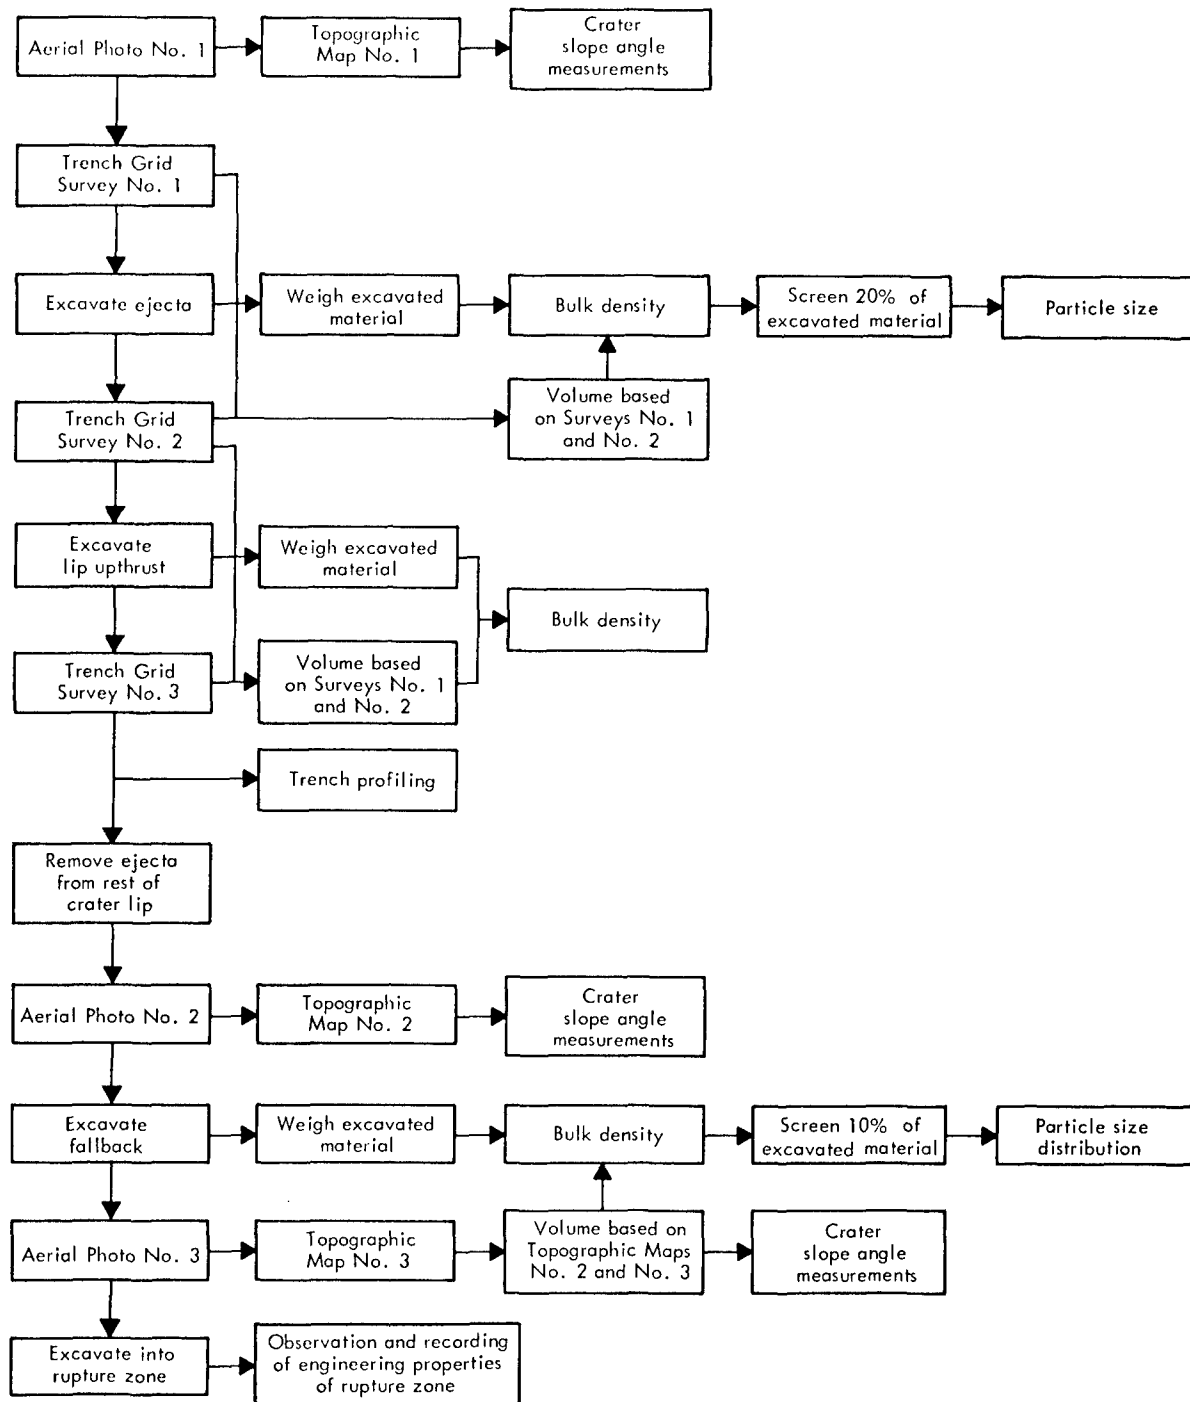 Aerial Photo No. 1
Topographic
Map No. 1
Crater
slope angle
measurements
Trench Grid
Survey No. 1
Excavate ejecta
Weigh excavated
material
Bulk density
Screen 20% of
excavated material
Particle size
Trench Grid
Survey No. 2
Volume based
on Surveys No. 1
and No. 2
Excavate
lip upthrust
Weigh excavated
material
Bulk density
Trench Grid
Survey No. 3
Volume based
on Surveys No. 1
and No. 2
Trench profiling
Remove ejecta
from rest of
crater lip
Aerial Photo No. 2
Topographic
Map No. 2
Crater
slope angle
measurements
Excavate
fallback
Weigh excavated
material
Bulk density
Screen 10% of
excavated material
Particle size
distribution
Aerial Photo No. 3
Topographic
Map No. 3
Volume based on
Topographic Maps
No. 2 and No. 3
Crater
slope angle
measurements
Excavate into
rupture zone
Observation and recording
of engineering properties
of rupture zone